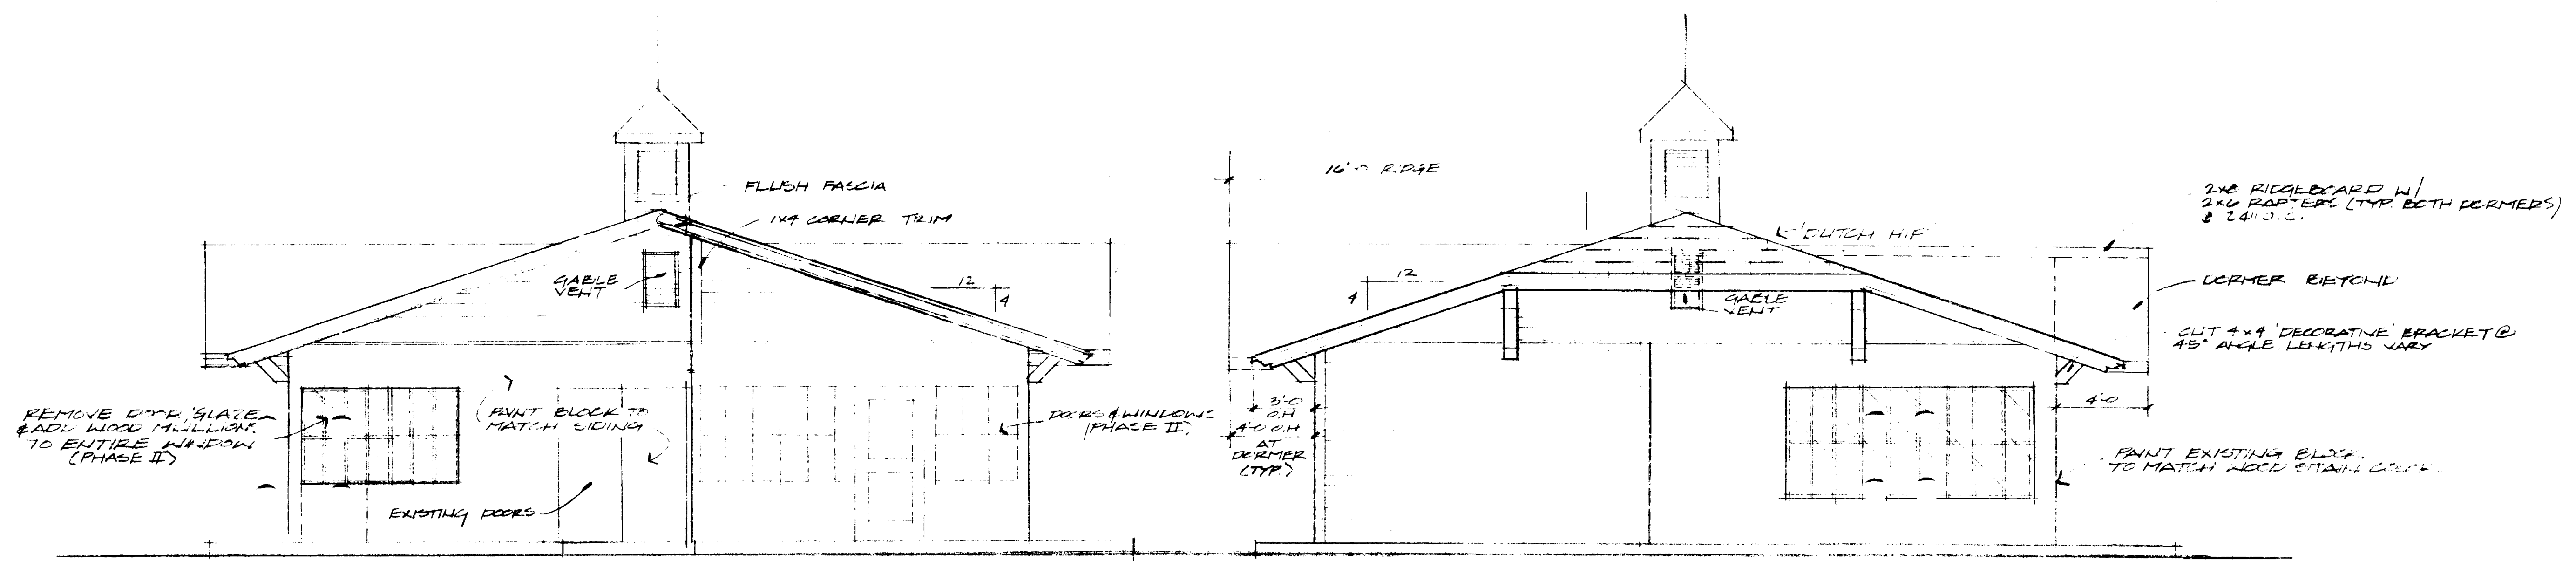 FLUSH FASCIA
1x4 CORNER TRIM
GABLE
VENT
12
4
REMOVE DOOR, GLAZE
& ADD WOOD MULLIONS
TO ENTIRE WINDOW
(PHASE II)
PAINT BLOCK TO
MATCH SIDING
EXISTING DOORS
DOORS & WINDOWS
(PHASE II)
16'-0 RIDGE
'DUTCH HIP'
12
4
GABLE
VENT
3'-0
O.H
4'-0 O.H
AT
DORMER
(TYP.)
2x8 RIDGEBOARD W/
2x6 RAFTERS (TYP. BOTH DORMERS)
@ 24" O.C.
DORMER BEYOND
CUT 4x4 'DECORATIVE' BRACKET @
45° ANGLE LENGTHS VARY
4'-0
PAINT EXISTING BLOCK
TO MATCH WOOD STAIN COLOR